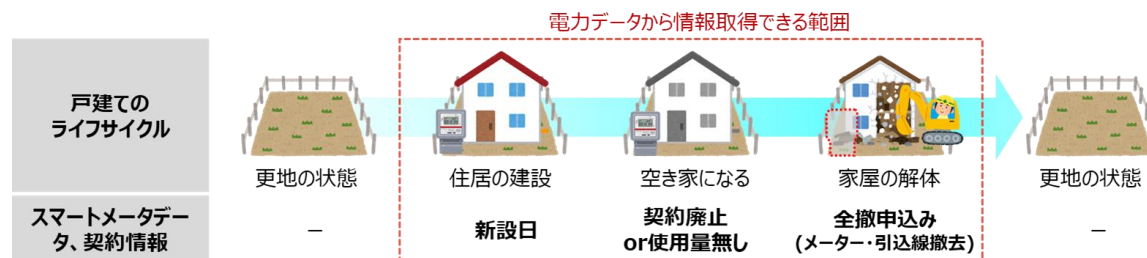 電力データから情報取得できる範囲
戸建ての
ライフサイクル
更地の状態
住居の建設
空き家になる
家屋の解体
更地の状態
スマートメータデー
タ、契約情報
－
新設日
契約廃止
or使用量無し
全撤申込み
(メーター・引込線撤去)
－